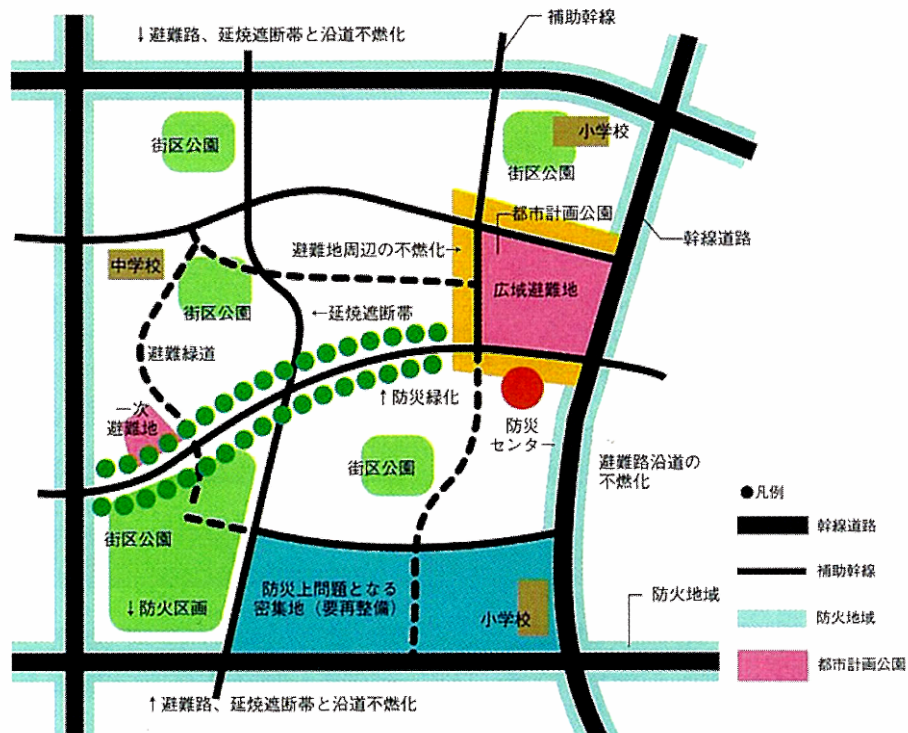 補助幹線
↓避難路、延焼遮断帯と沿道不燃化
街区公園
小学校
街区公園
都市計画公園
幹線道路
避難地周辺の不燃化→
中学校
広域避難地
街区公園
←延焼遮断帯
避難緑道
↑防災緑化
一次
避難地
防災
センター
街区公園
避難路沿道の
不燃化
●凡例
街区公園
幹線道路
補助幹線
防災上問題となる
密集地（要再整備）
↓防火区画
小学校
防火地域
防火地域
都市計画公園
↑避難路、延焼遮断帯と沿道不燃化